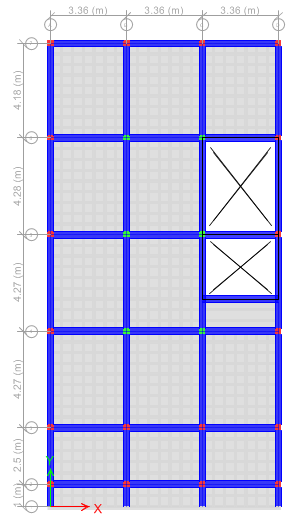 3.36 (m) 3.36 (m) 3.36 (m)
4.18 (m)
4.28 (m)
4.27 (m)
4.27 (m)
2.5 (m)
(m)
Y
X